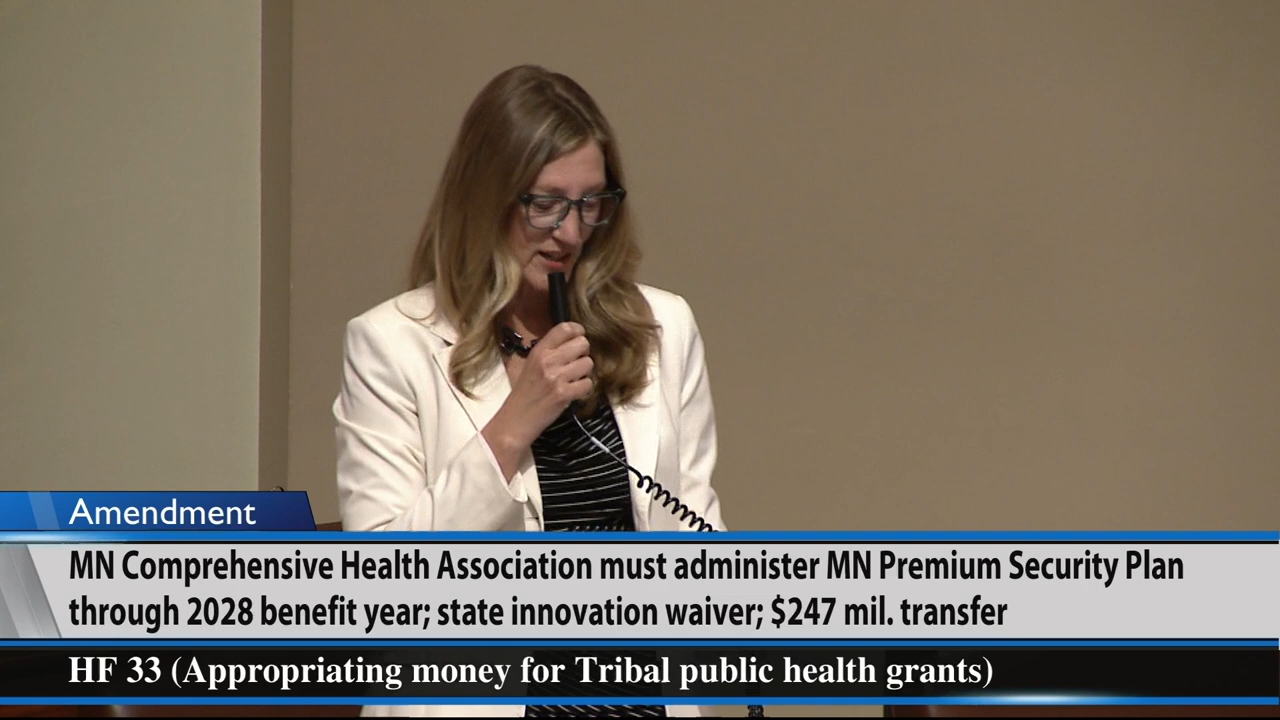 Amendment
MN Comprehensive Health Association must administer MN Premium Security Plan
through 2028 benefit year; state innovation waiver; $247 mil. transfer
HF 33 (Appropriating money for Tribal public health grants)